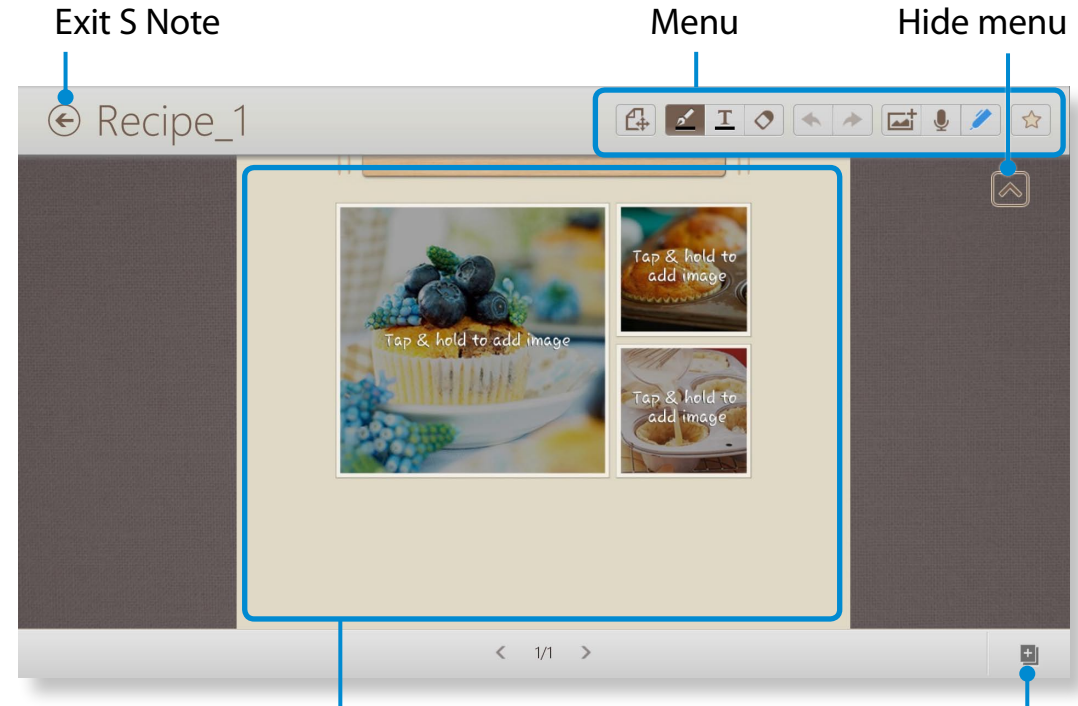 Exit S Note
Menu
Hide menu
Recipe_1
T
Tap & hold to
add image
Tap & hold to add image
Tap & hold to
add image
1/1